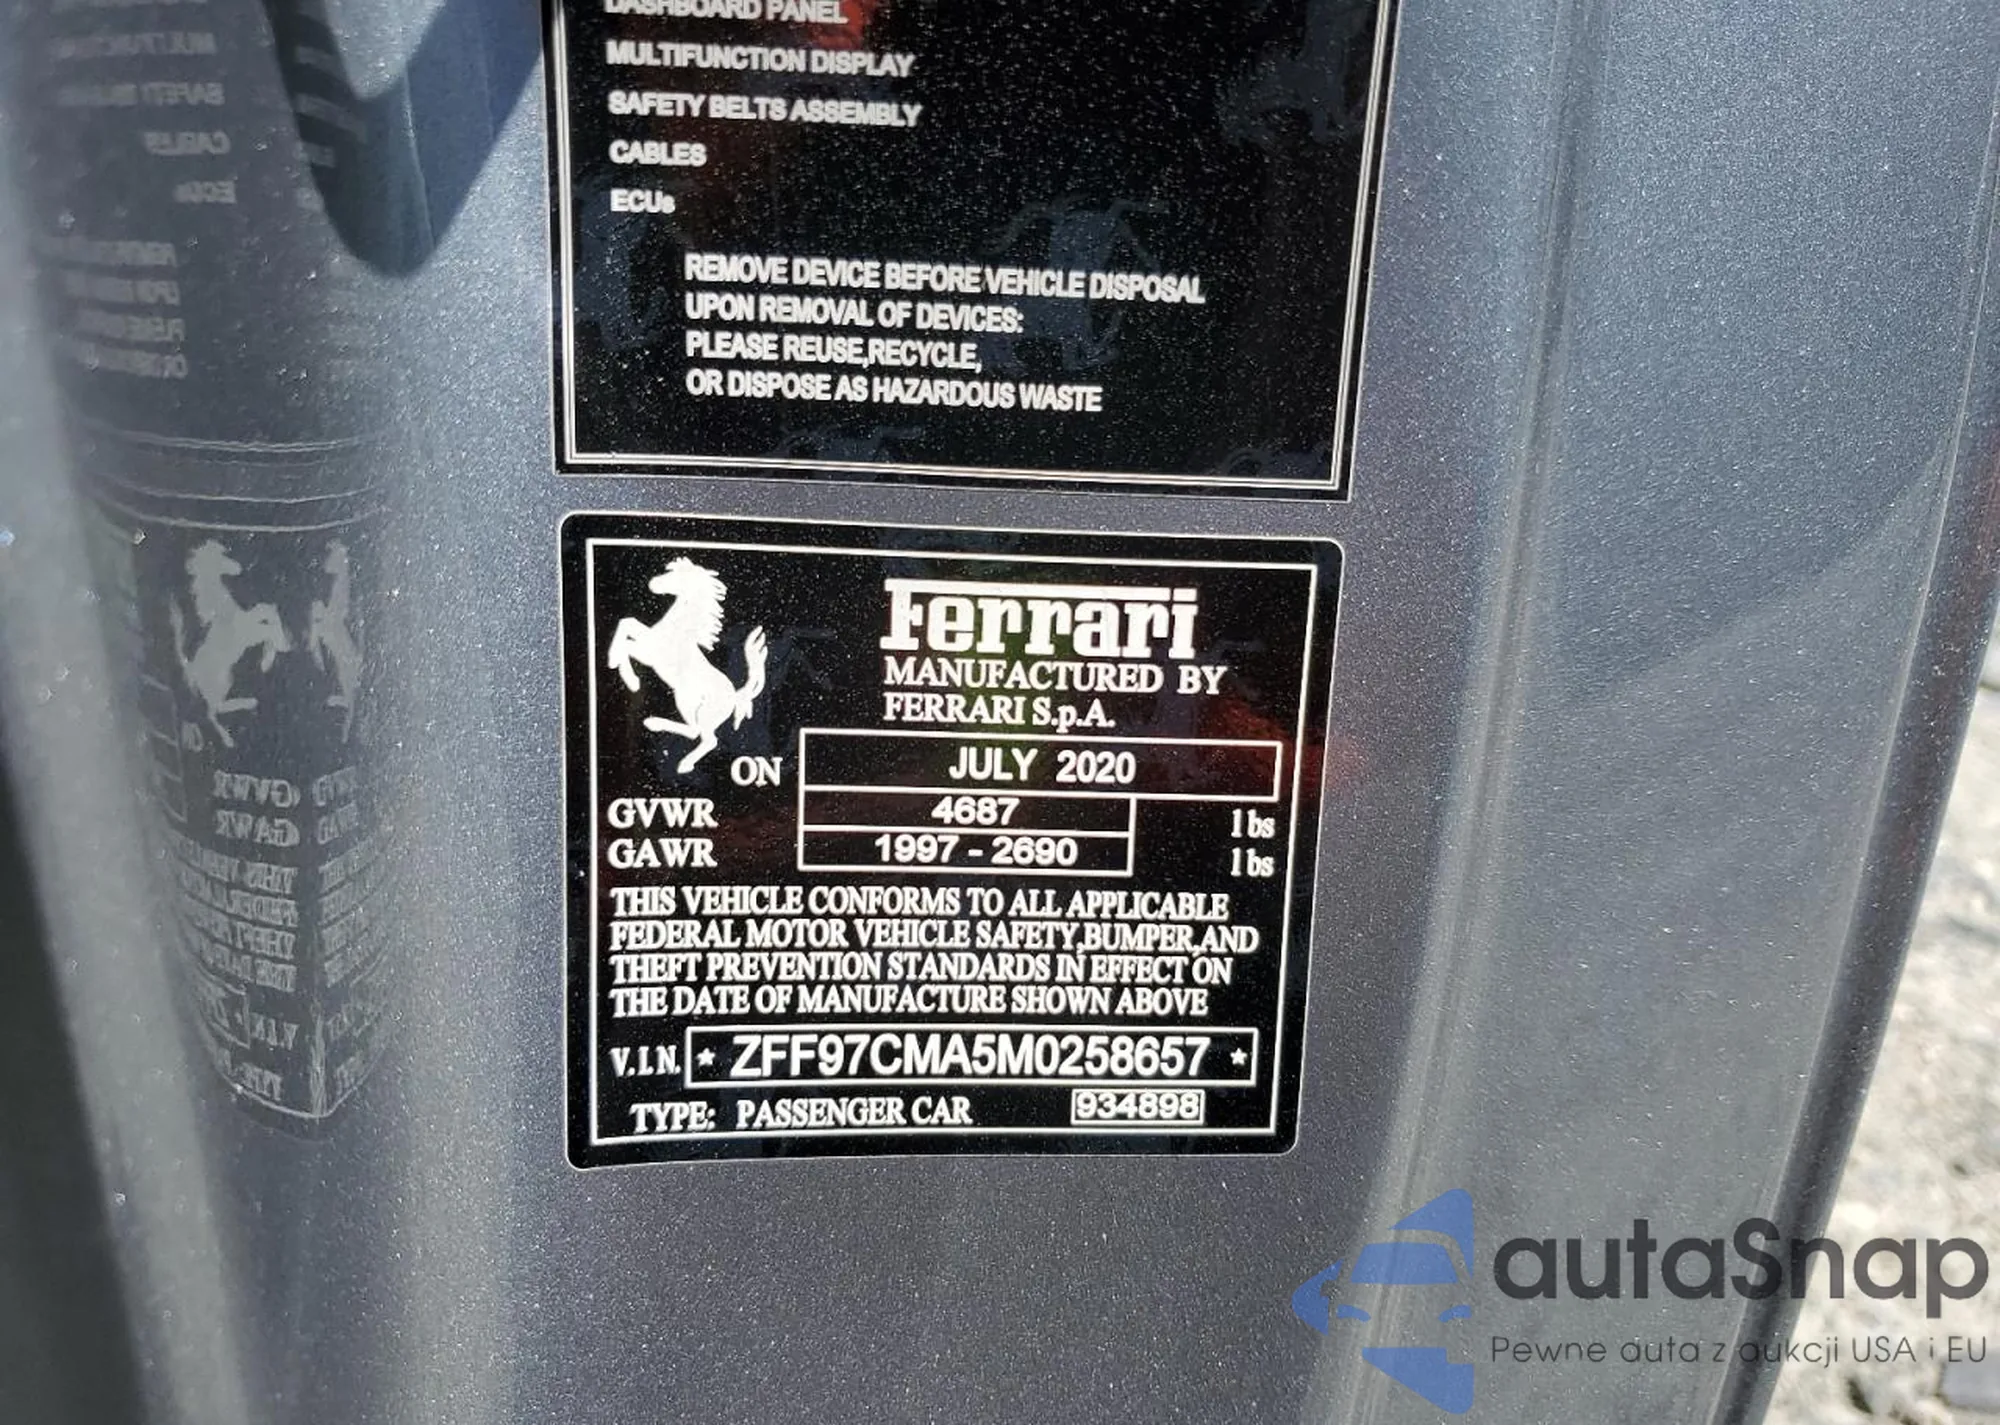 DASHBOARD PANEL
MULTIFUNCTION DISPLAY
SAFETY BELTS ASSEMBLY
CABLES
ECUs
REMOVE DEVICE BEFORE VEHICLE DISPOSAL
UPON REMOVAL OF DEVICES:
PLEASE REUSE,RECYCLE,
OR DISPOSE AS HAZARDOUS WASTE
Ferrari
MANUFACTURED BY
FERRARI S.p.A.
ON JULY 2020
GVWR 4687 lbs
GAWR 1997 - 2690 lbs
THIS VEHICLE CONFORMS TO ALL APPLICABLE
FEDERAL MOTOR VEHICLE SAFETY,BUMPER,AND
THEFT PREVENTION STANDARDS IN EFFECT ON
THE DATE OF MANUFACTURE SHOWN ABOVE
V.I.N. * ZFF97CMA5M0258657 *
TYPE: PASSENGER CAR 934898
autaSnap
Pewne auta z aukcji USA i EU